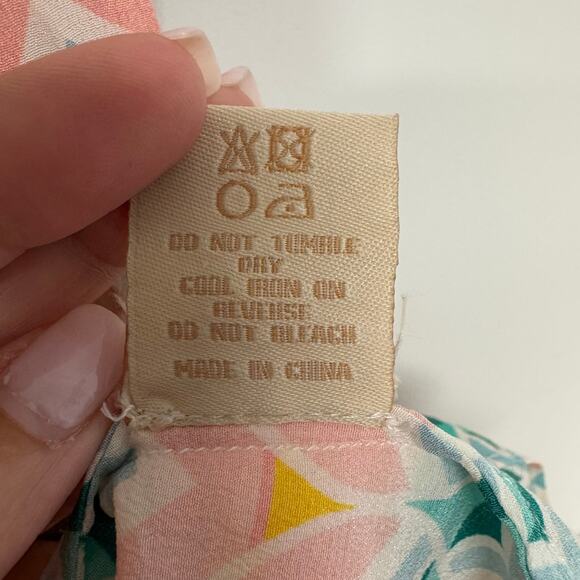 DO NOT TUMBLE
DRY
COOL IRON ON
REVERSE
DO NOT BLEACH
MADE IN CHINA